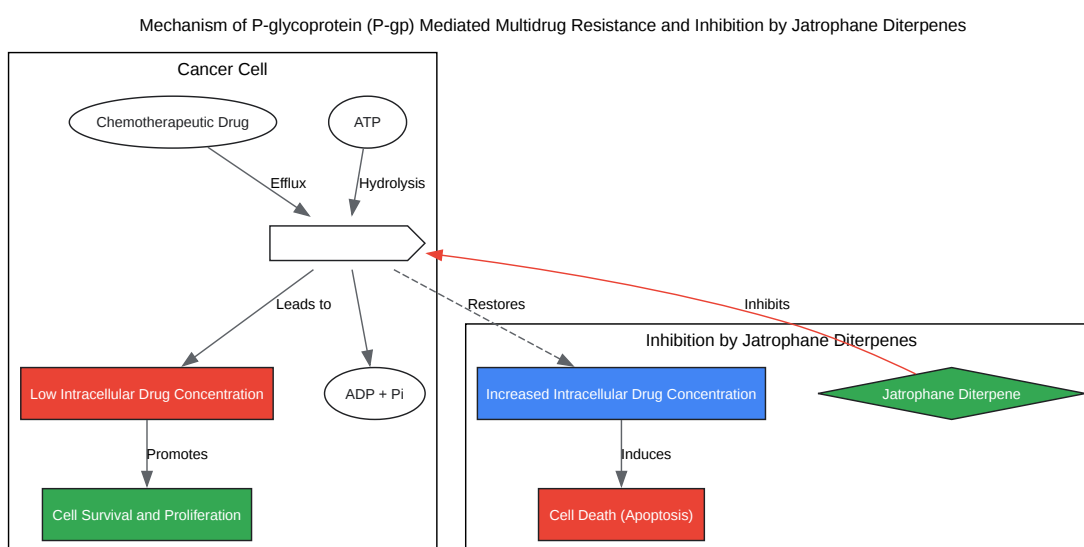 Mechanism of P-glycoprotein (P-gp) Mediated Multidrug Resistance and Inhibition by Jatrophane Diterpenes
Cancer Cell
Chemotherapeutic Drug
ATP
Efflux
Hydrolysis
Leads to
Restores
Inhibits
Inhibition by Jatrophane Diterpenes
Low Intracellular Drug Concentration
ADP + Pi
Increased Intracellular Drug Concentration
Jatrophane Diterpene
Promotes
Induces
Cell Survival and Proliferation
Cell Death (Apoptosis)